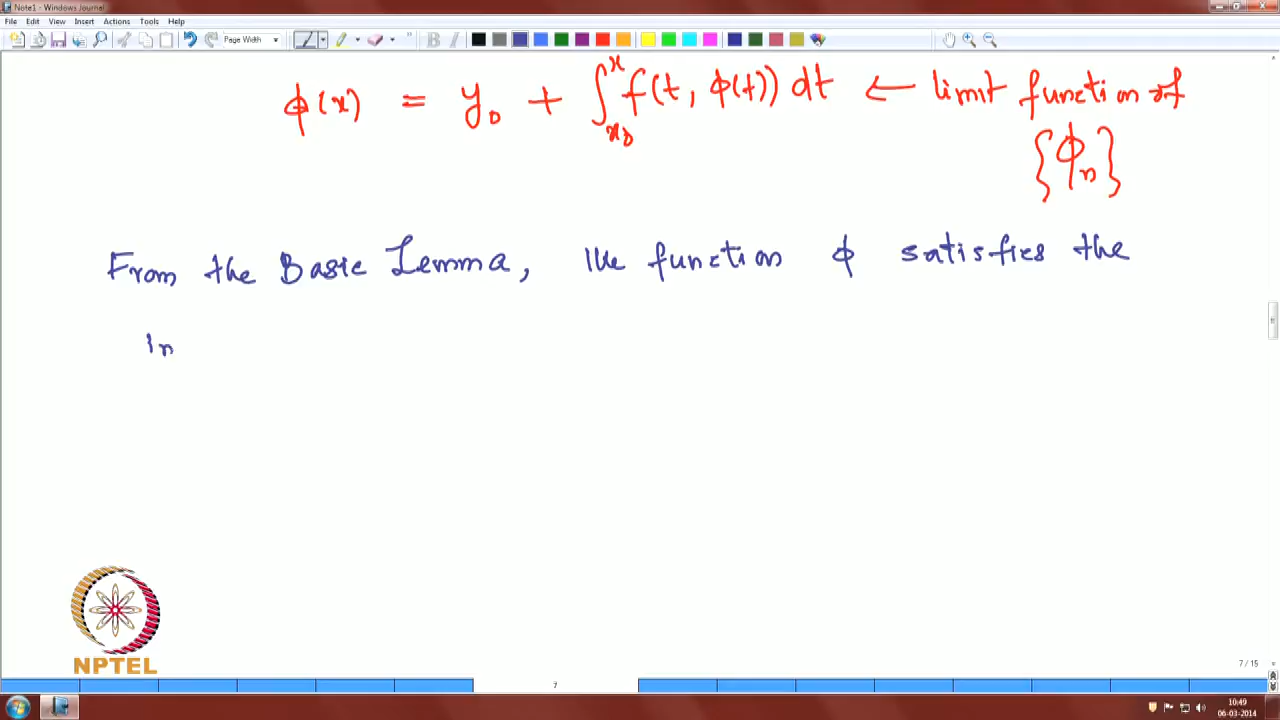 Note1 - Windows Journal
File Edit View Insert Actions Tools Help
Page Width
ϕ(x) = y₀ + ∫_{x₀}^{x} f(t, ϕ(t)) dt ← limit function of
{ϕₙ}
From the Basic Lemma, the function ϕ satisfies the
in
NPTEL
7 / 15
7
10:49
06-03-2014